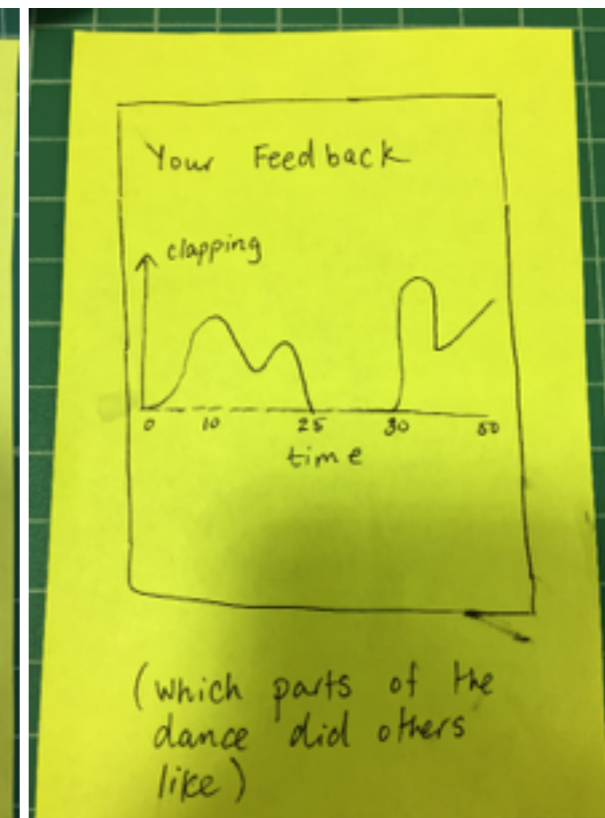 Your Feedback
clapping
0 10 25 30 50
time
(which parts of the
dance did others
like)